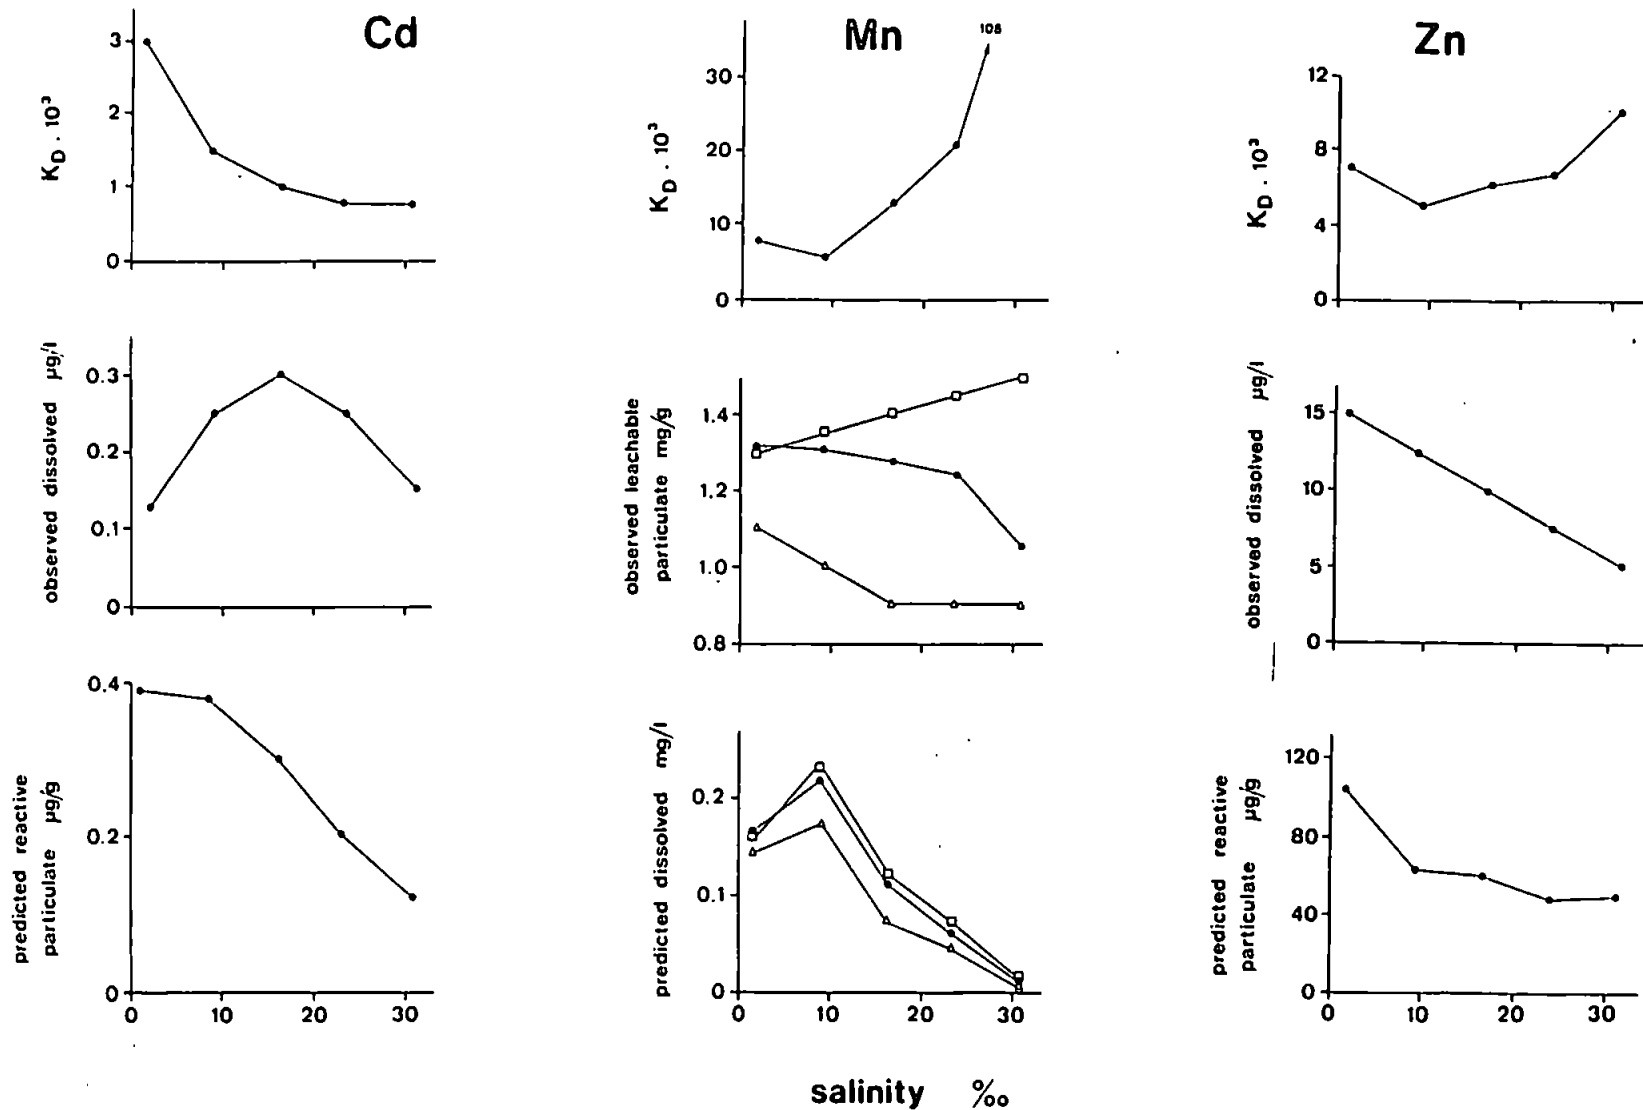 Cd
3
2
1
0
K_D . 10³
Mn
108
30
20
10
0
K_D . 10³
Zn
12
8
4
0
K_D . 10³
0.3
0.2
0.1
0
observed dissolved µg/l
1.4
1.2
1.0
0.8
observed leachable
particulate mg/g
15
10
5
0
observed dissolved µg/l
0.4
0.2
0
predicted reactive
particulate µg/g
0 10 20 30
0.2
0.1
0
predicted dissolved mg/l
0 10 20 30
120
80
40
0
predicted reactive
particulate µg/g
0 10 20 30
salinity ‰